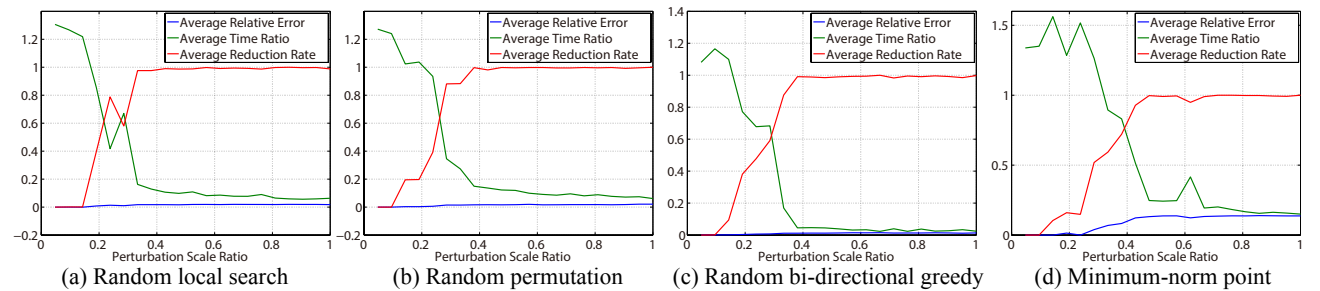 Average Relative Error
Average Time Ratio
Average Reduction Rate
1.2
1
0.8
0.6
0.4
0.2
0
−0.2
0 0.2 0.4 0.6 0.8 1
Perturbation Scale Ratio
(a) Random local search
Average Relative Error
Average Time Ratio
Average Reduction Rate
1.2
1
0.8
0.6
0.4
0.2
0
−0.2
0 0.2 0.4 0.6 0.8 1
Perturbation Scale Ratio
(b) Random permutation
Average Relative Error
Average Time Ratio
Average Reduction Rate
1.4
1.2
1
0.8
0.6
0.4
0.2
0
0 0.2 0.4 0.6 0.8 1
Perturbation Scale Ratio
(c) Random bi-directional greedy
Average Relative Error
Average Time Ratio
Average Reduction Rate
1.5
1
0.5
0
0 0.2 0.4 0.6 0.8 1
Perturbation Scale Ratio
(d) Minimum-norm point